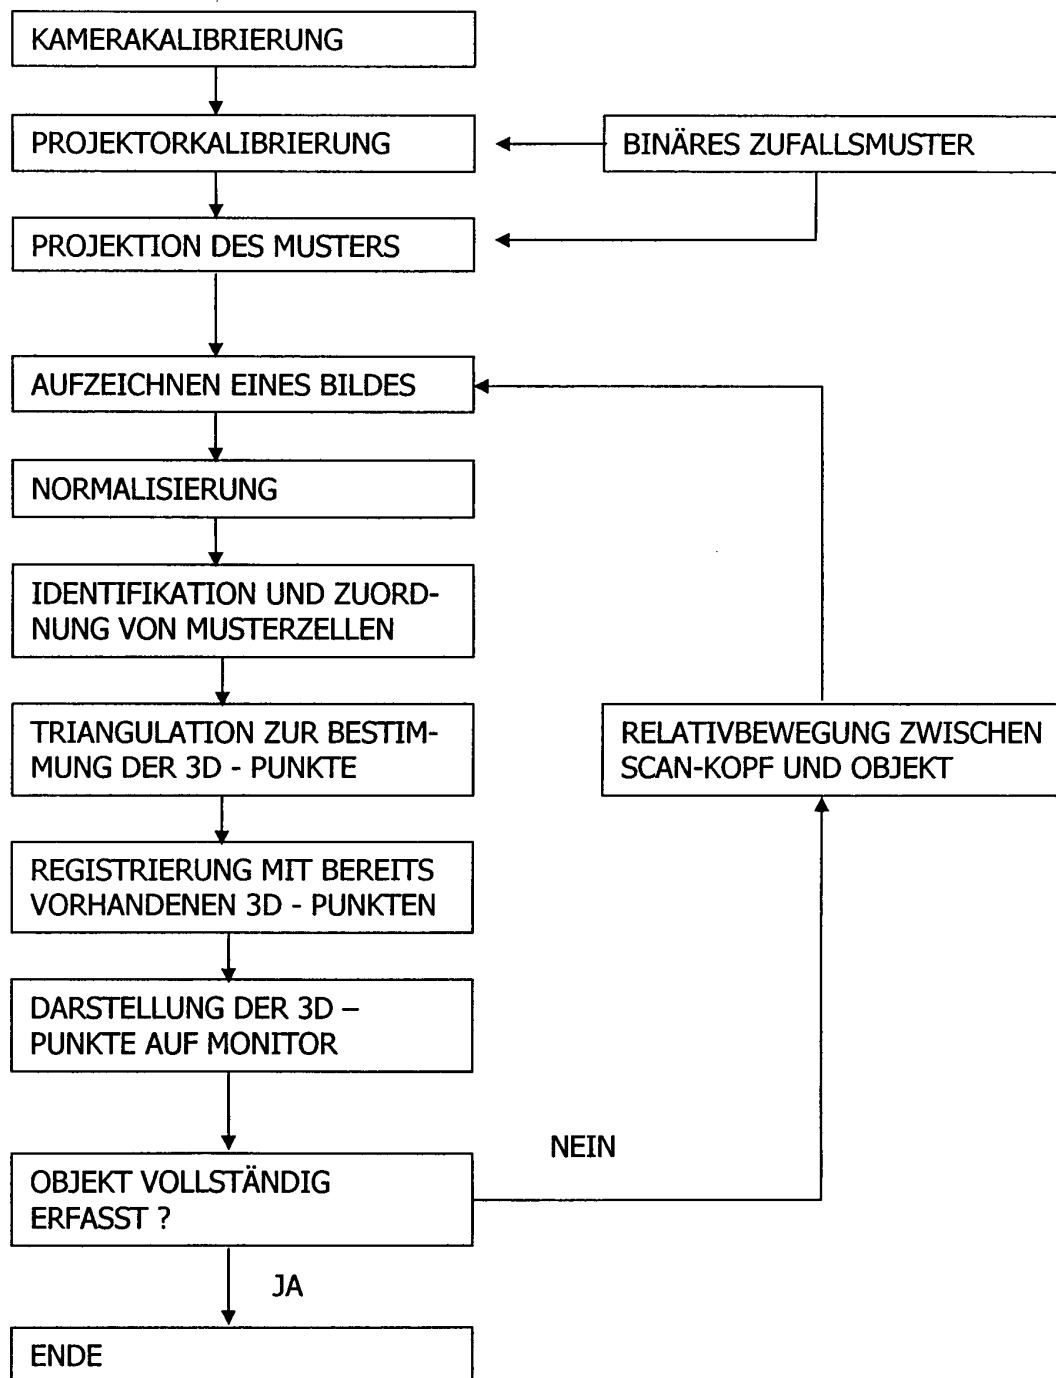 KAMERAKALIBRIERUNG
PROJEKTORKALIBRIERUNG
BINÄRES ZUFALLSMUSTER
PROJEKTION DES MUSTERS
AUFZEICHNEN EINES BILDES
NORMALISIERUNG
IDENTIFIKATION UND ZUORD-
NUNG VON MUSTERZELLEN
TRIANGULATION ZUR BESTIM-
MUNG DER 3D - PUNKTE
RELATIVBEWEGUNG ZWISCHEN
SCAN-KOPF UND OBJEKT
REGISTRIERUNG MIT BEREITS
VORHANDENEN 3D - PUNKTEN
DARSTELLUNG DER 3D –
PUNKTE AUF MONITOR
NEIN
OBJEKT VOLLSTÄNDIG
ERFASST ?
JA
ENDE